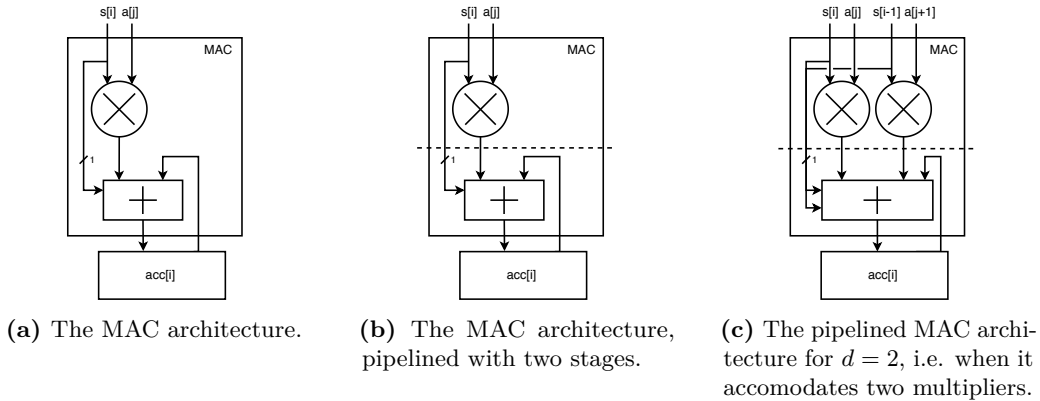 s[i] a[j]
MAC
1
acc[i]
(a) The MAC architecture.
s[i] a[j]
MAC
1
acc[i]
(b) The MAC architecture,
pipelined with two stages.
s[i] a[j] s[i-1] a[j+1]
MAC
1
acc[i]
(c) The pipelined MAC archi-
tecture for d = 2, i.e. when it
accomodates two multipliers.